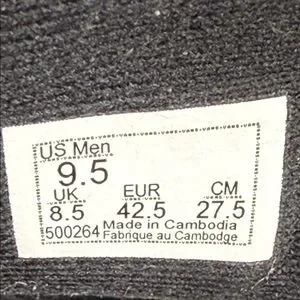 US Men
9.5
UK EUR CM
8.5 42.5 27.5
500264 Made in Cambodia
Fabrique au Cambodge